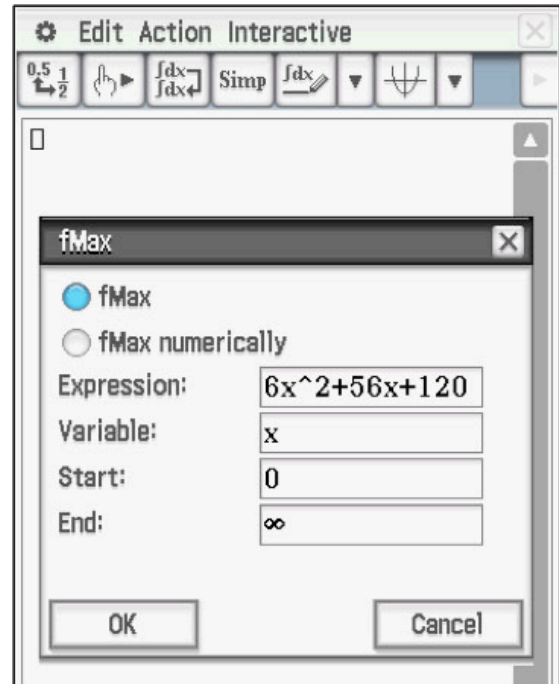 Edit Action Interactive
0.5 1/2 ∫dx ∫dx Simp ∫dx
fMax
fMax
fMax numerically
Expression: 6x^2+56x+120
Variable: x
Start: 0
End: ∞
OK Cancel